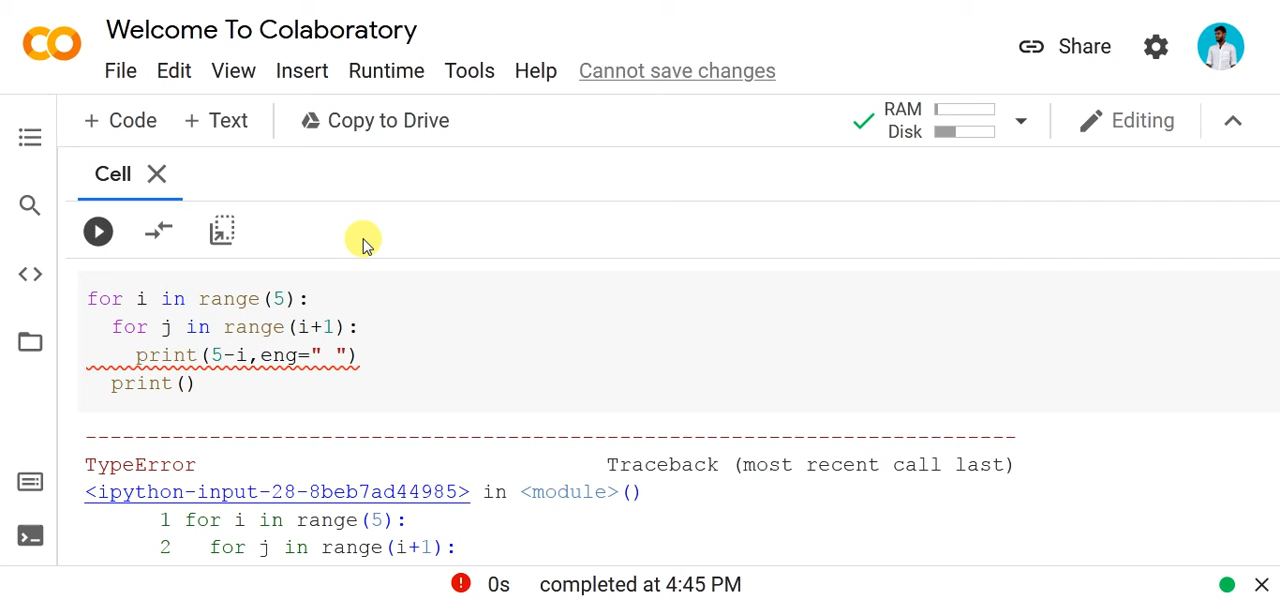 Welcome To Colaboratory
File Edit View Insert Runtime Tools Help Cannot save changes
Share
+ Code + Text Copy to Drive
RAM
Disk
Editing
Cell
for i in range(5):
  for j in range(i+1):
    print(5-i,eng=" ")
  print()
---------------------------------------------------------------------------
TypeError                                 Traceback (most recent call last)
<ipython-input-28-8beb7ad44985> in <module>()
      1 for i in range(5):
      2   for j in range(i+1):
0s completed at 4:45 PM